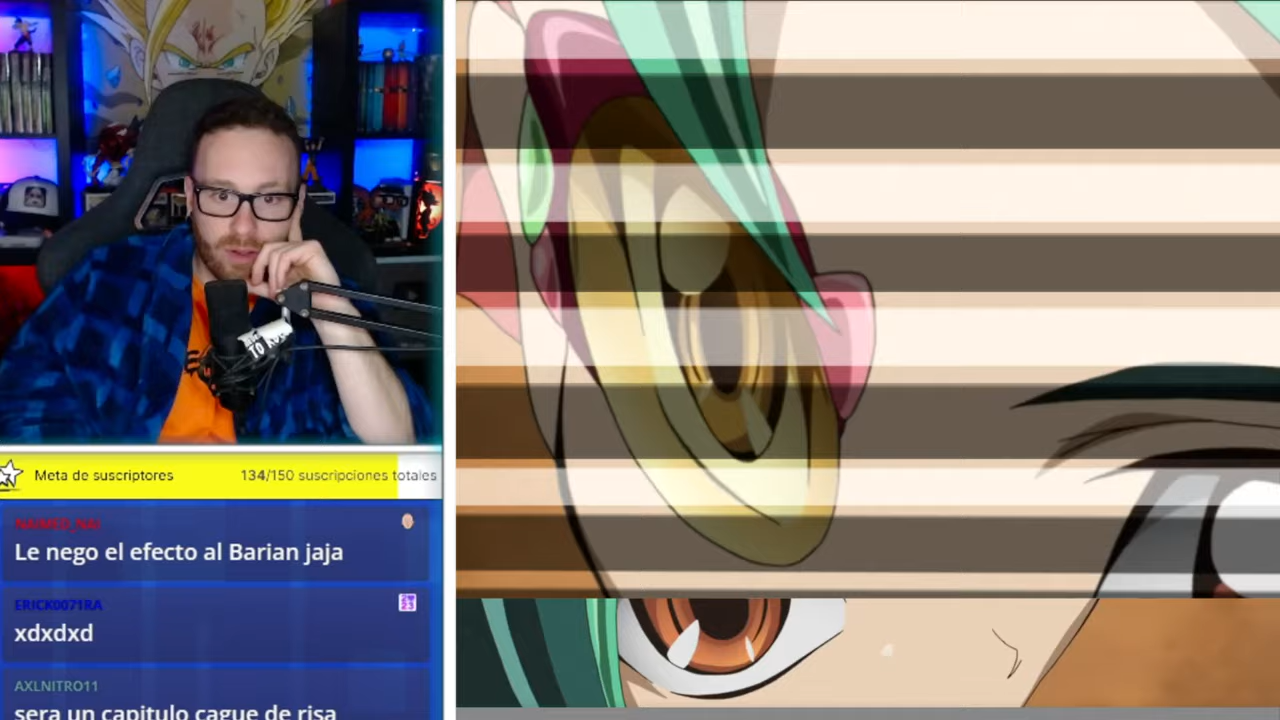 TO
Meta de suscriptores
134/150 suscripciones totales
NAIMED_NAI
Le nego el efecto al Barian jaja
ERICK0071RA
xdxdxd
AXLNITRO11
sera un capitulo cague de risa